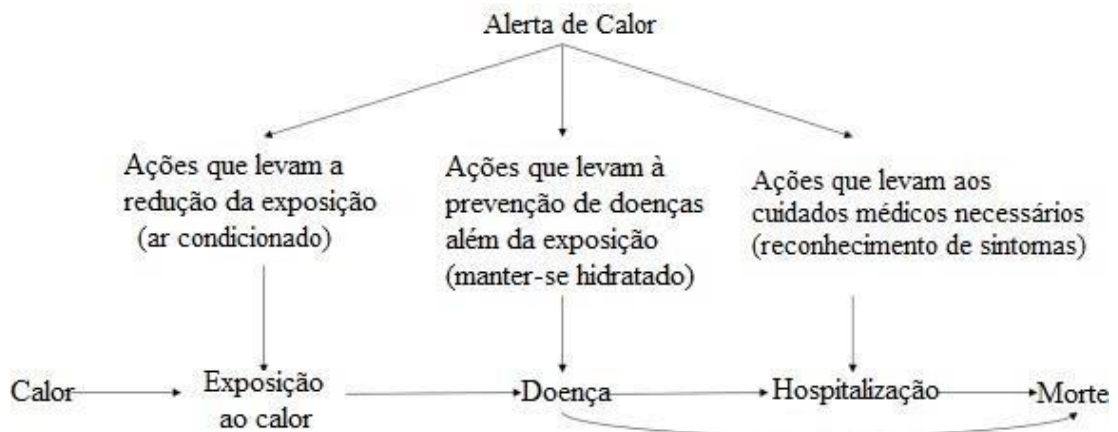 Alerta de Calor
Ações que levam a
redução da exposição
(ar condicionado)
Ações que levam à
prevenção de doenças
além da exposição
(manter-se hidratado)
Ações que levam aos
cuidados médicos necessários
(reconhecimento de sintomas)
Calor
Exposição
ao calor
Doença
Hospitalização
Morte